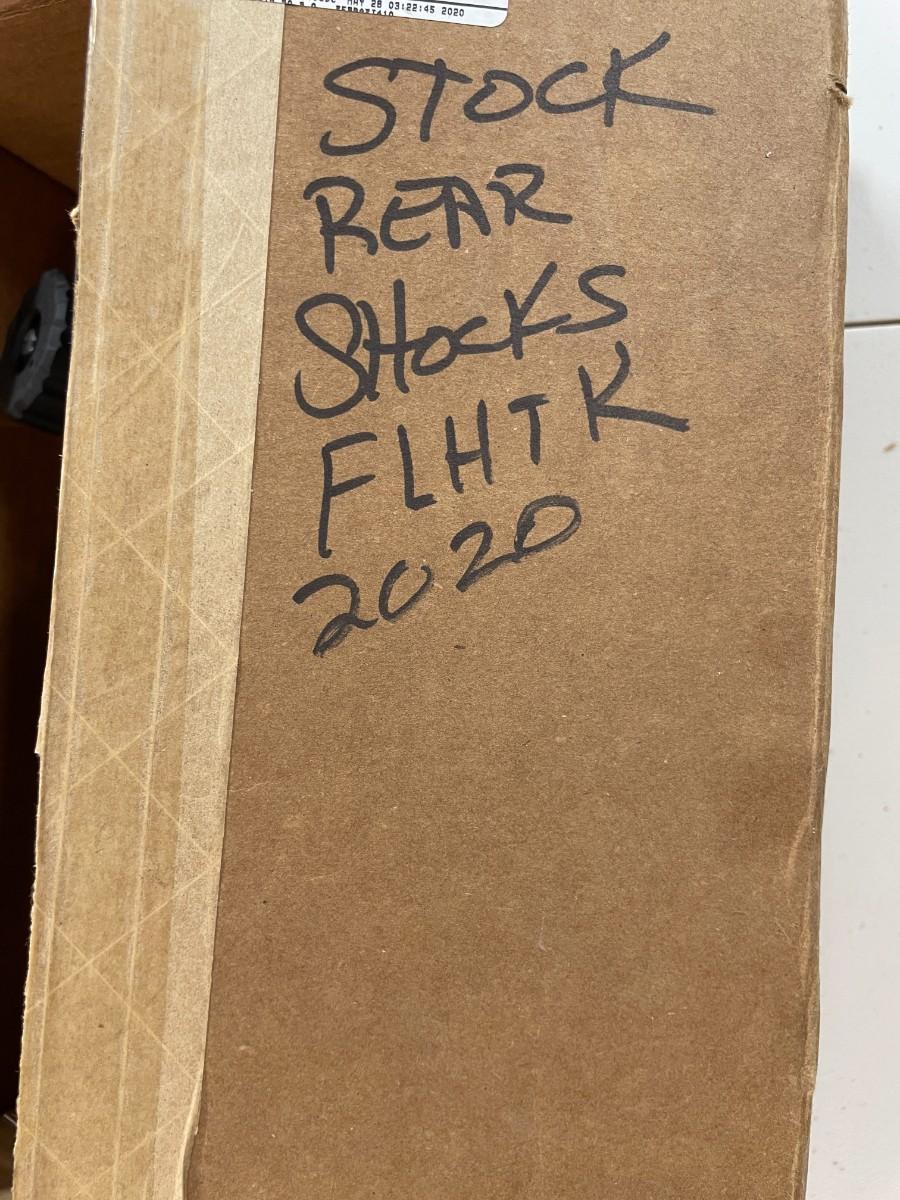 MAY 28 03:22:45 2020
STOCK
REAR
SHOCKS
FLHTK
2020